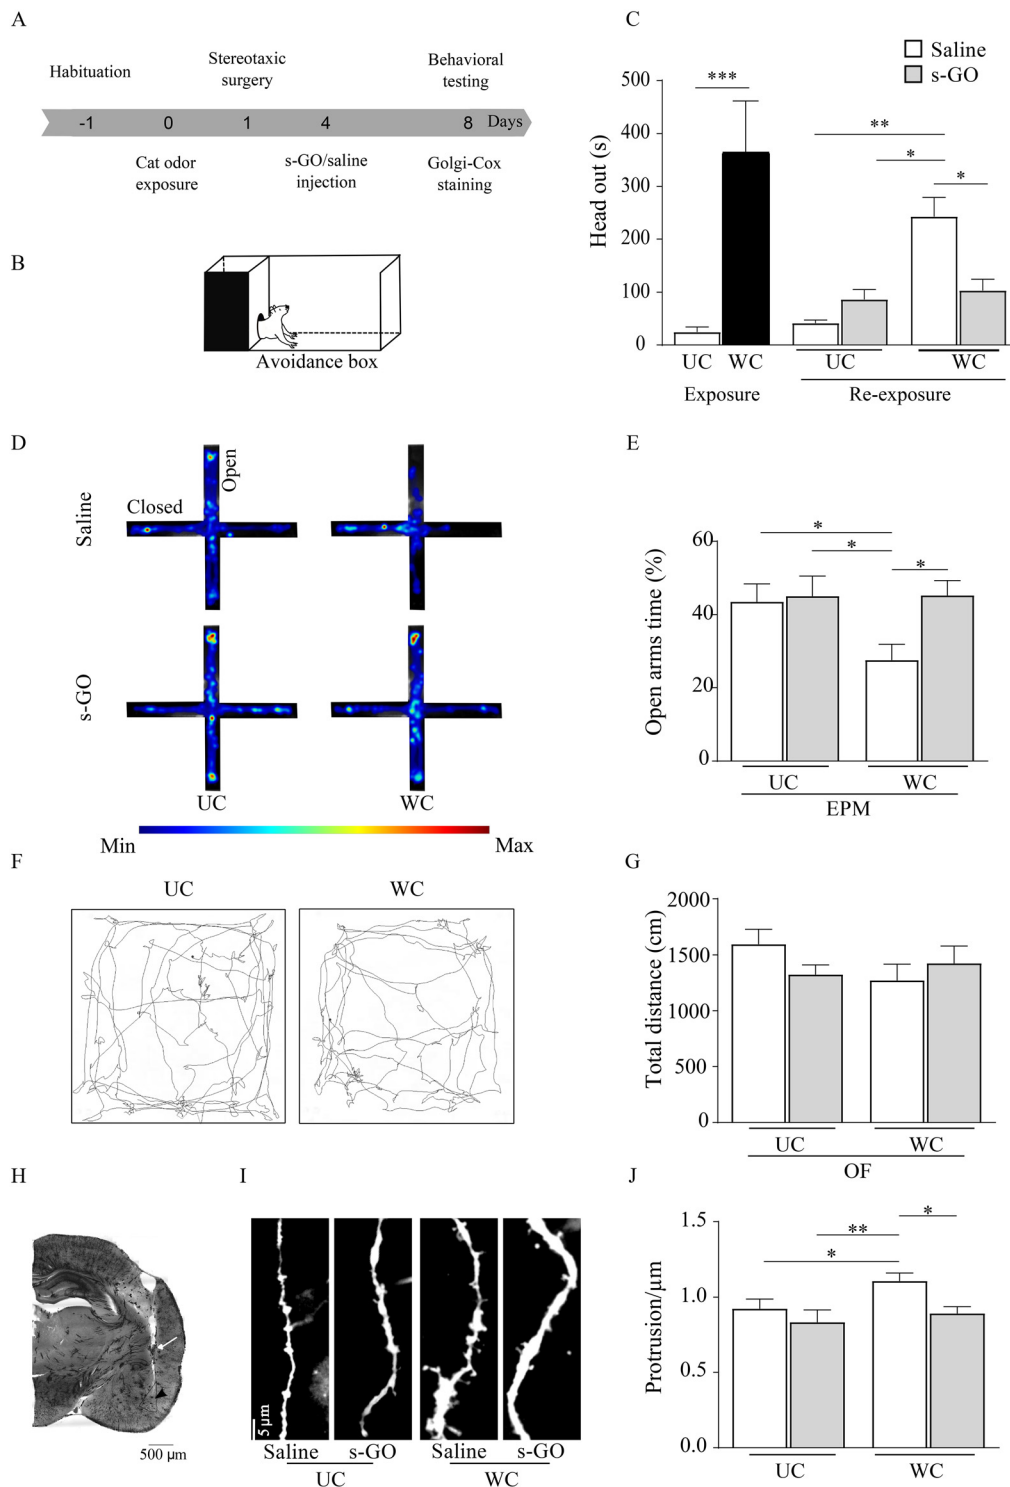 A
Habituation
Stereotaxic
surgery
Behavioral
testing
-1 0 1 4 8 Days
Cat odor
exposure
s-GO/saline
injection
Golgi-Cox
staining
B
Avoidance box
C
Saline
s-GO
Head out (s)
500
400
300
200
100
0
***
**
*
*
UC WC
UC
WC
Exposure
Re-exposure
D
Saline
Closed
Open
s-GO
UC
WC
Min
Max
E
Open arms time (%)
60
40
20
0
*
*
*
UC
WC
EPM
F
UC
WC
G
Total distance (cm)
2000
1500
1000
500
0
UC
WC
OF
H
500 µm
I
5 µm
Saline s-GO Saline s-GO
UC
WC
J
Protrusion/µm
1.5
1.0
0.5
0.0
*
**
*
UC
WC